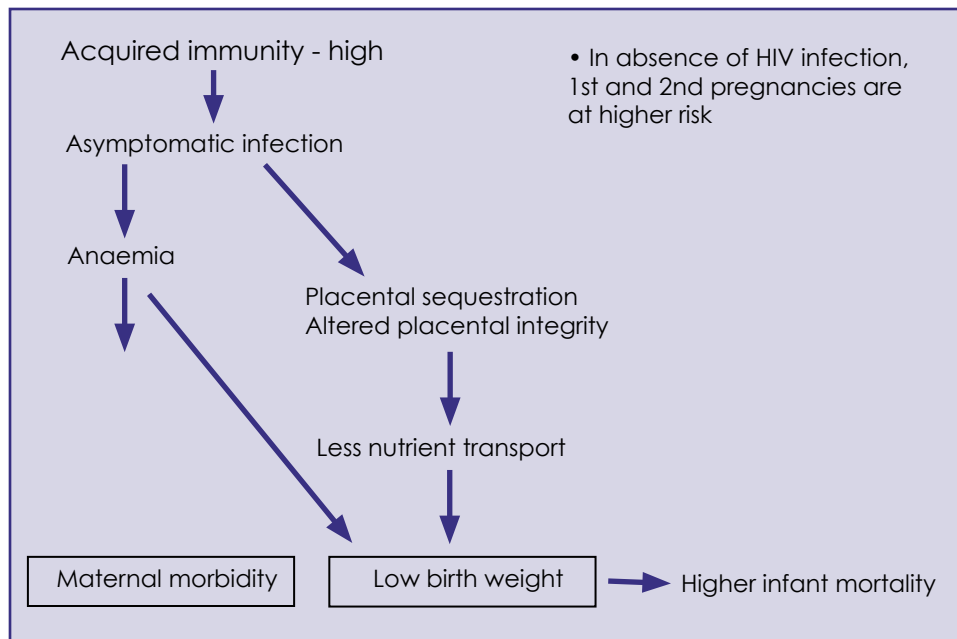 Acquired immunity - high
• In absence of HIV infection,
1st and 2nd pregnancies are
at higher risk
Asymptomatic infection
Anaemia
Placental sequestration
Altered placental integrity
Less nutrient transport
Maternal morbidity
Low birth weight
Higher infant mortality